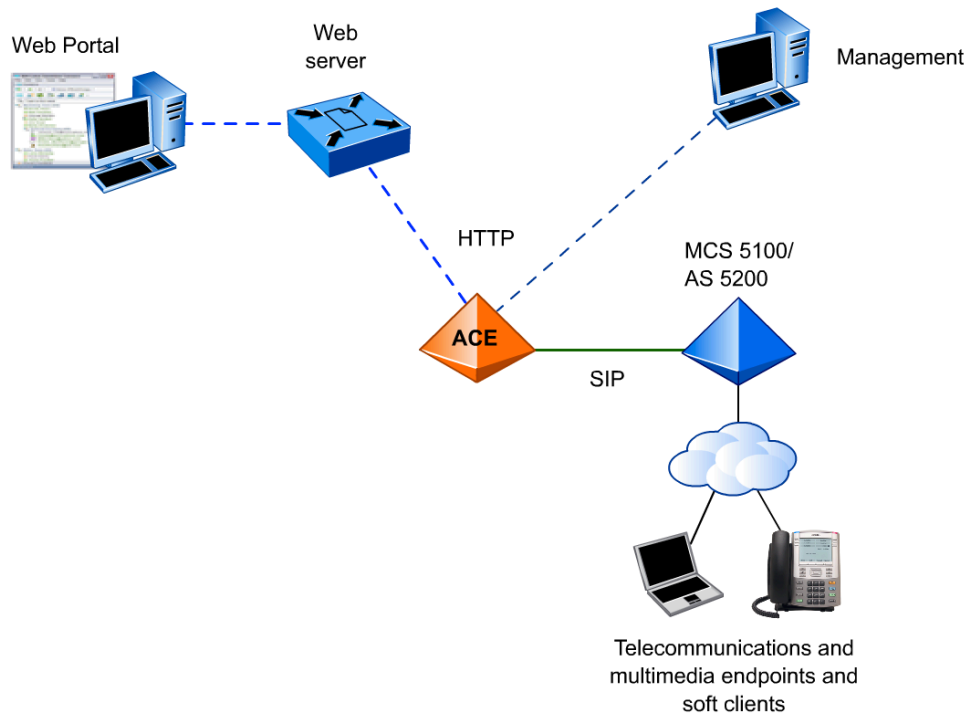 Web Portal
Web
server
Management
HTTP
MCS 5100/
AS 5200
ACE
SIP
Telecommunications and
multimedia endpoints and
soft clients